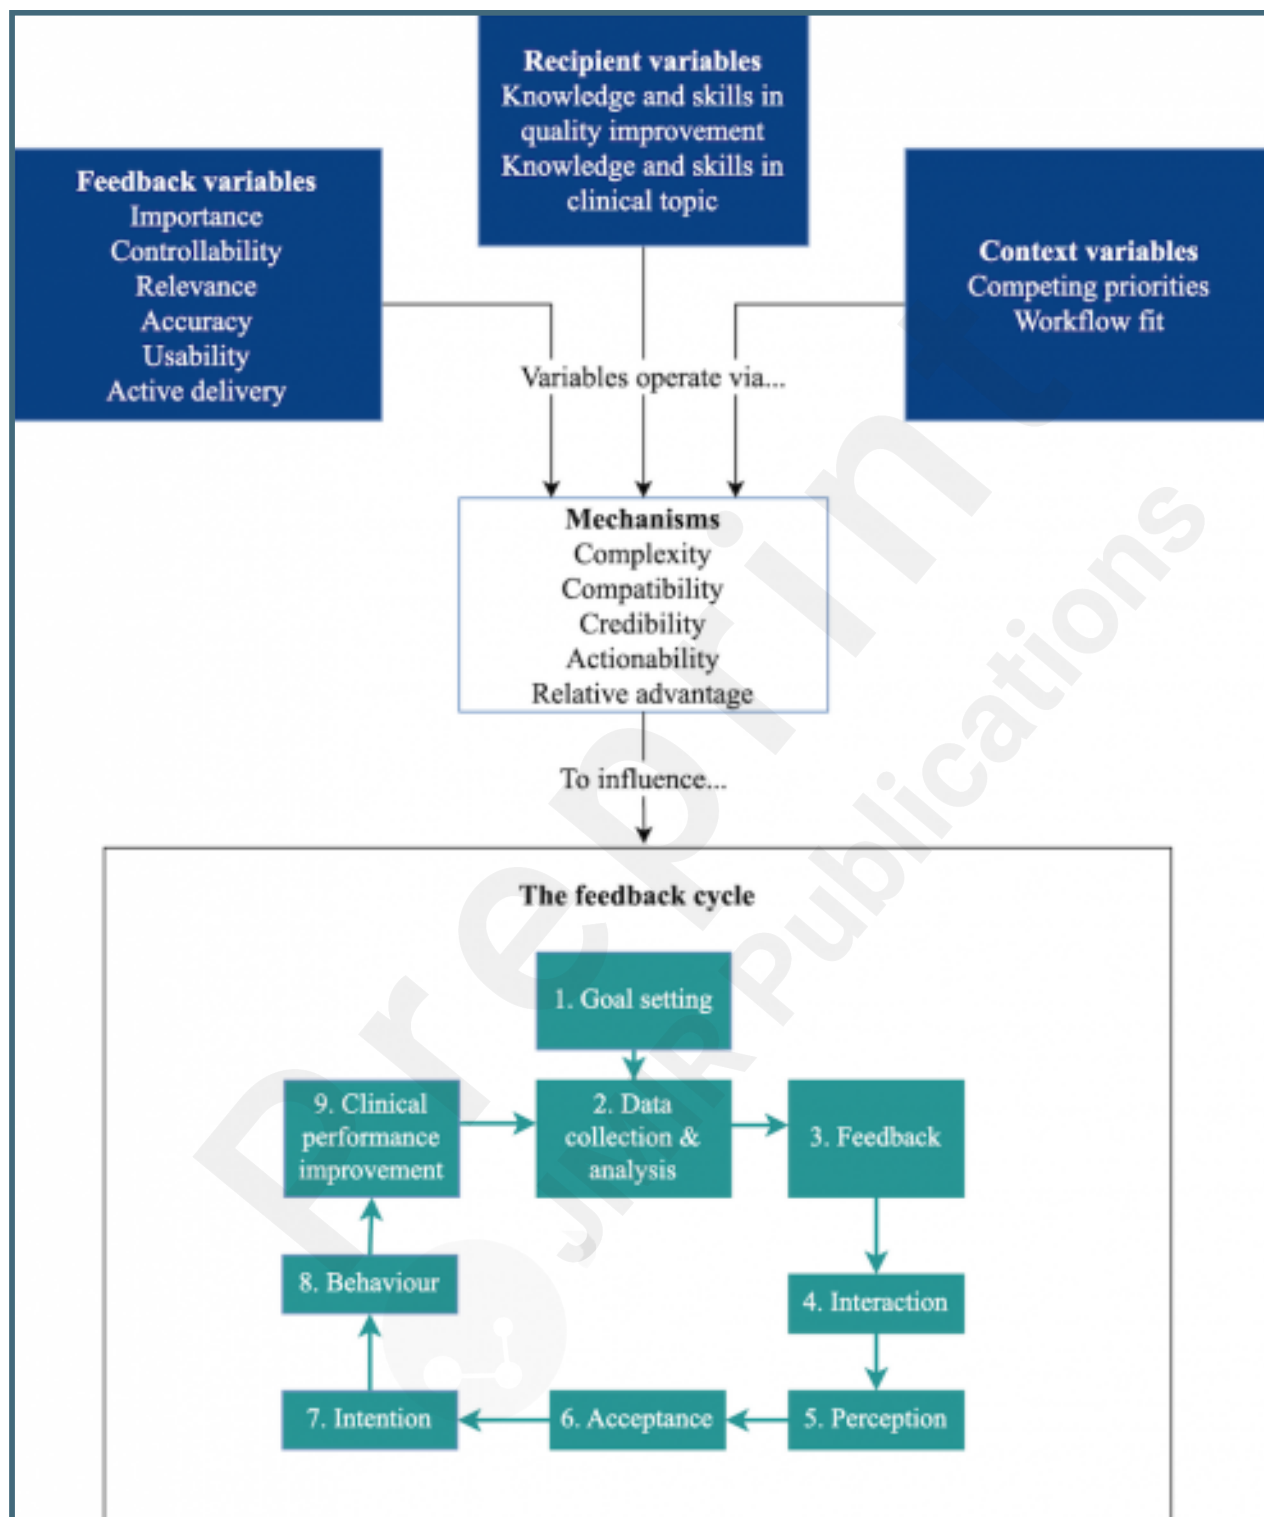 Recipient variables
Knowledge and skills in
quality improvement
Knowledge and skills in
clinical topic
Feedback variables
Importance
Controllability
Relevance
Accuracy
Usability
Active delivery
Context variables
Competing priorities
Workflow fit
Variables operate via...
Mechanisms
Complexity
Compatibility
Credibility
Actionability
Relative advantage
To influence...
The feedback cycle
1. Goal setting
2. Data
collection &
analysis
3. Feedback
4. Interaction
5. Perception
6. Acceptance
7. Intention
8. Behaviour
9. Clinical
performance
improvement
Preprint
JMIR Publications